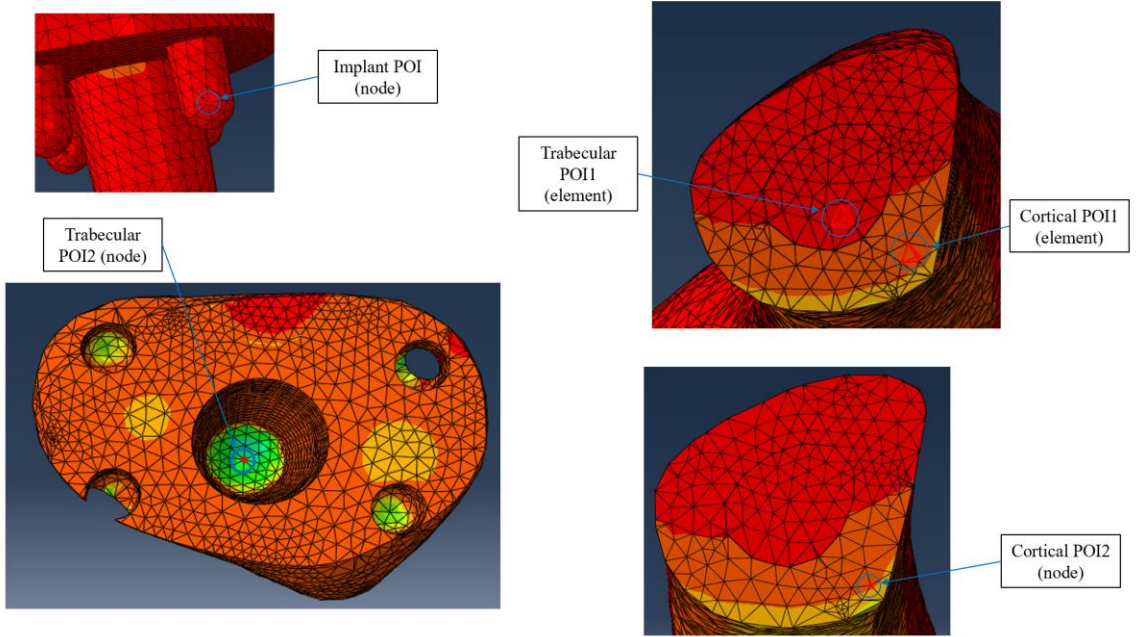 Implant POI
(node)
Trabecular
POI1
(element)
Cortical POI1
(element)
Trabecular
POI2 (node)
Cortical POI2
(node)